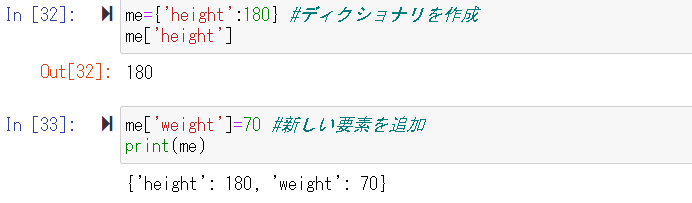 In [32]: me={'height':180} #ディクショナリを作成
me['height']
Out[32]: 180
In [33]: me['weight']=70 #新しい要素を追加
print(me)
{'height': 180, 'weight': 70}